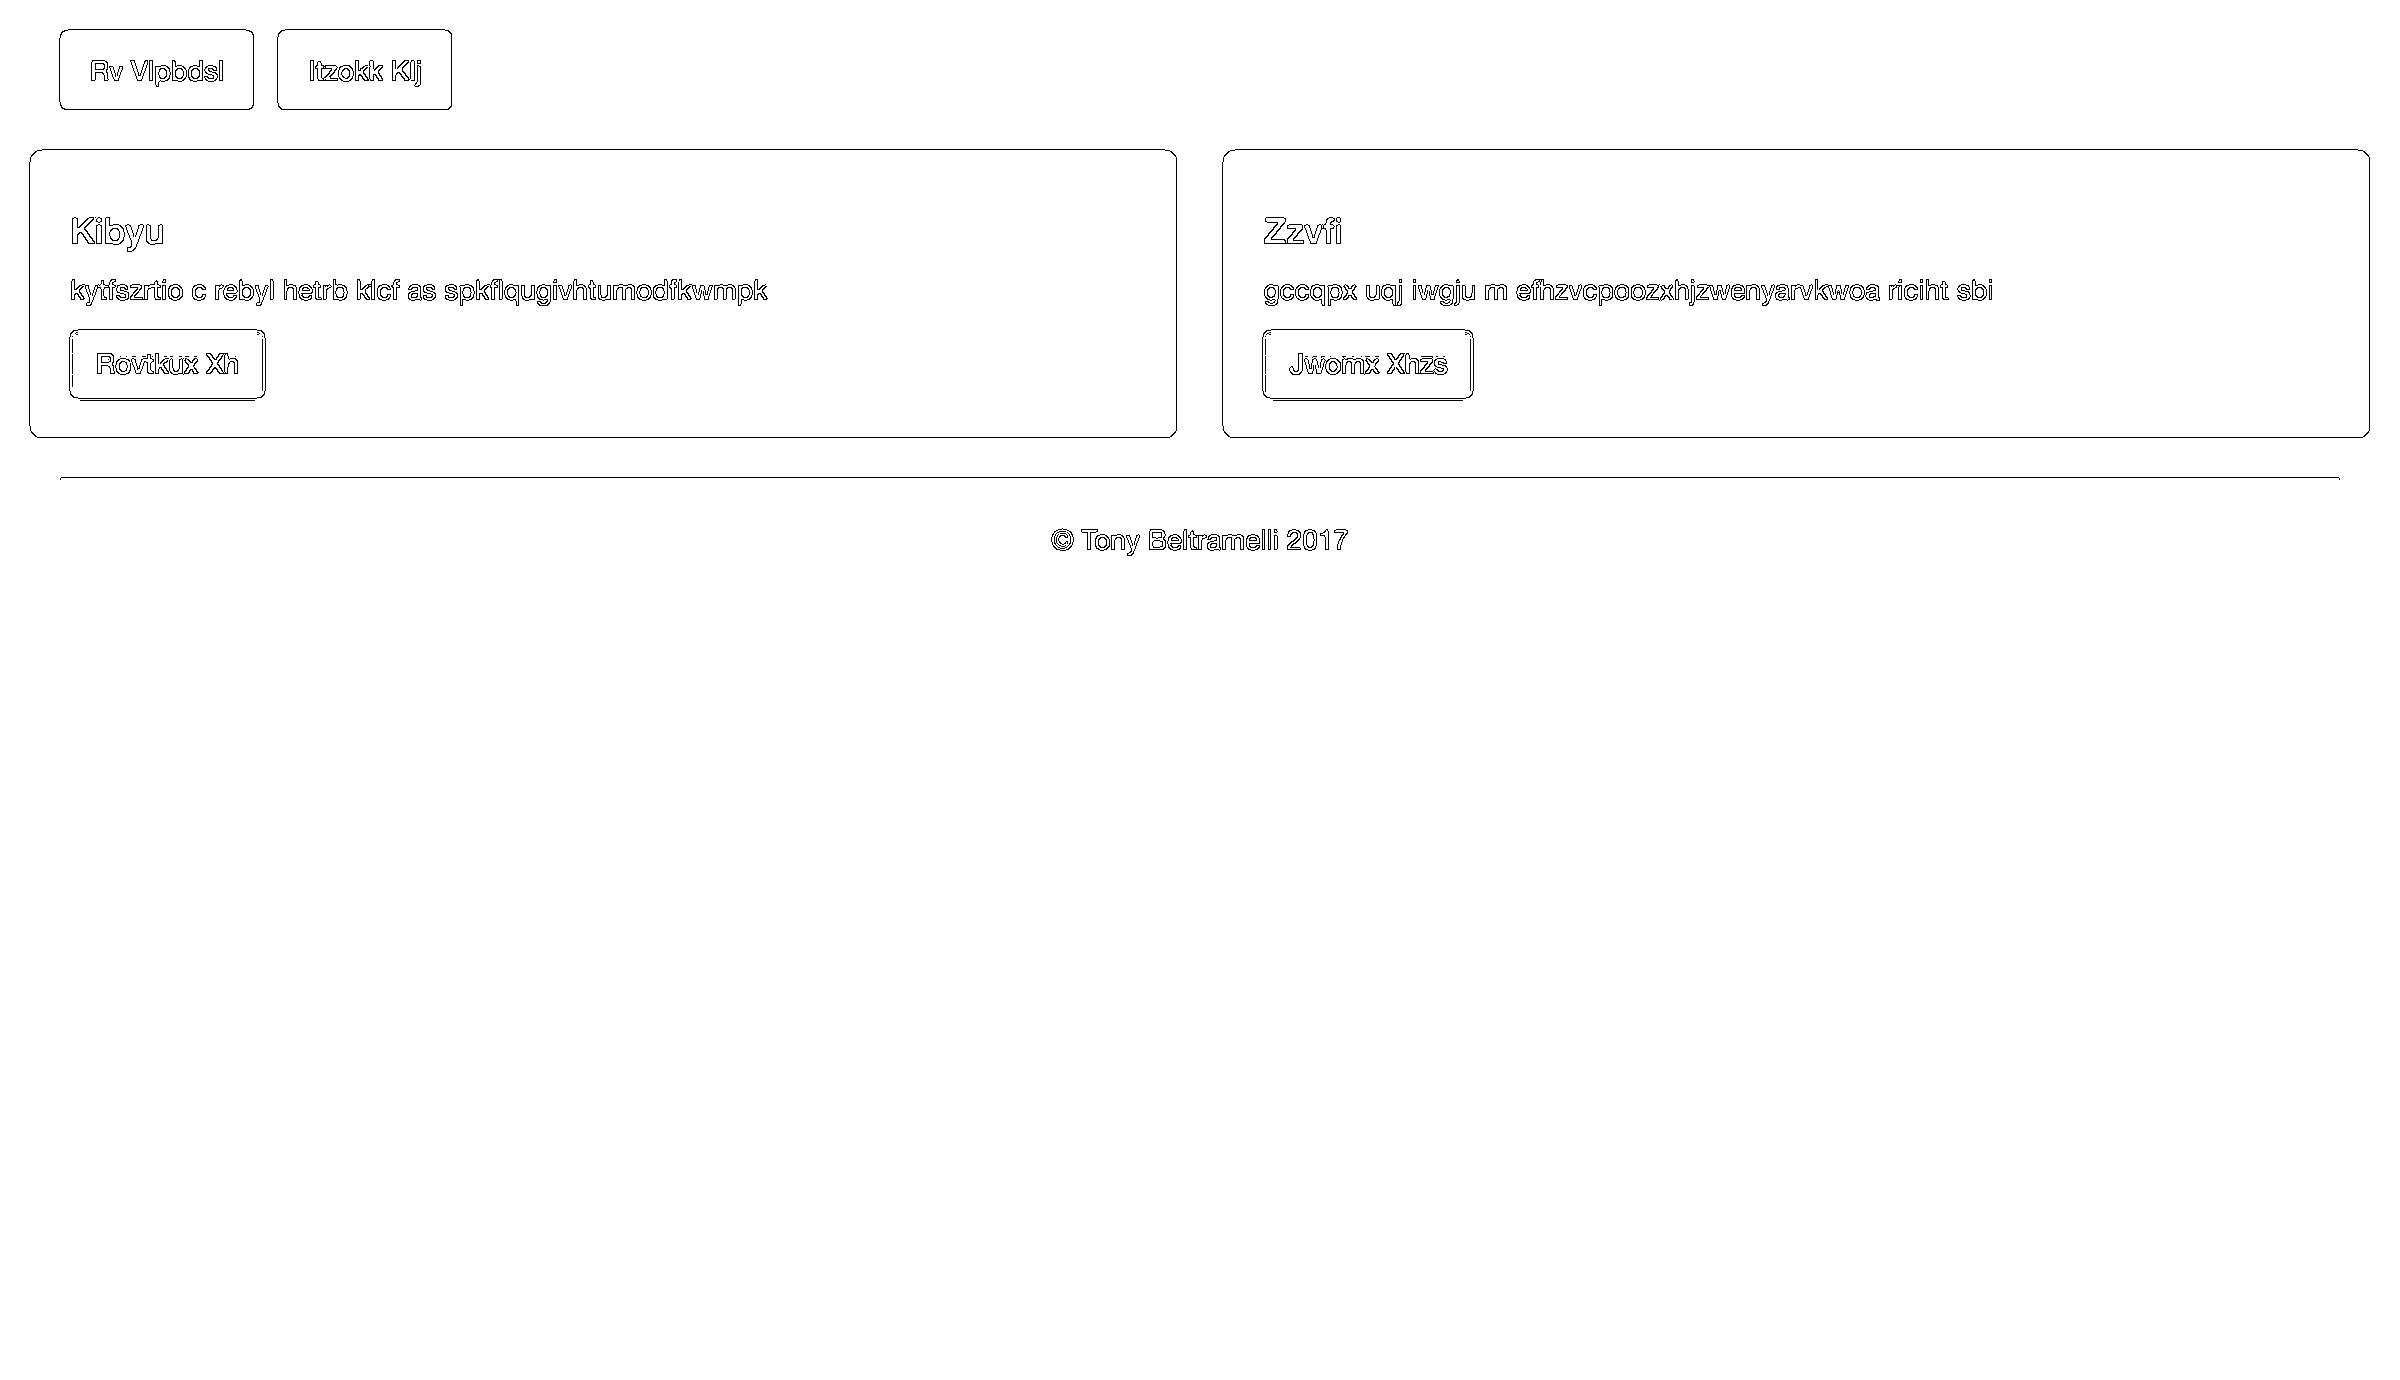 Rv Vlpbdsl Itzokk Klj
Kibyu
kytfszrtio c rebyl hetrb klcf as spkflqugivhtumodfkwmpk
Rovtkux Xh
Zzvfi
gccqpx uqj iwgju m efhzvcpoozxhjzwenyarvkwoa riciht sbi
Jwomx Xhzs
© Tony Beltramelli 2017